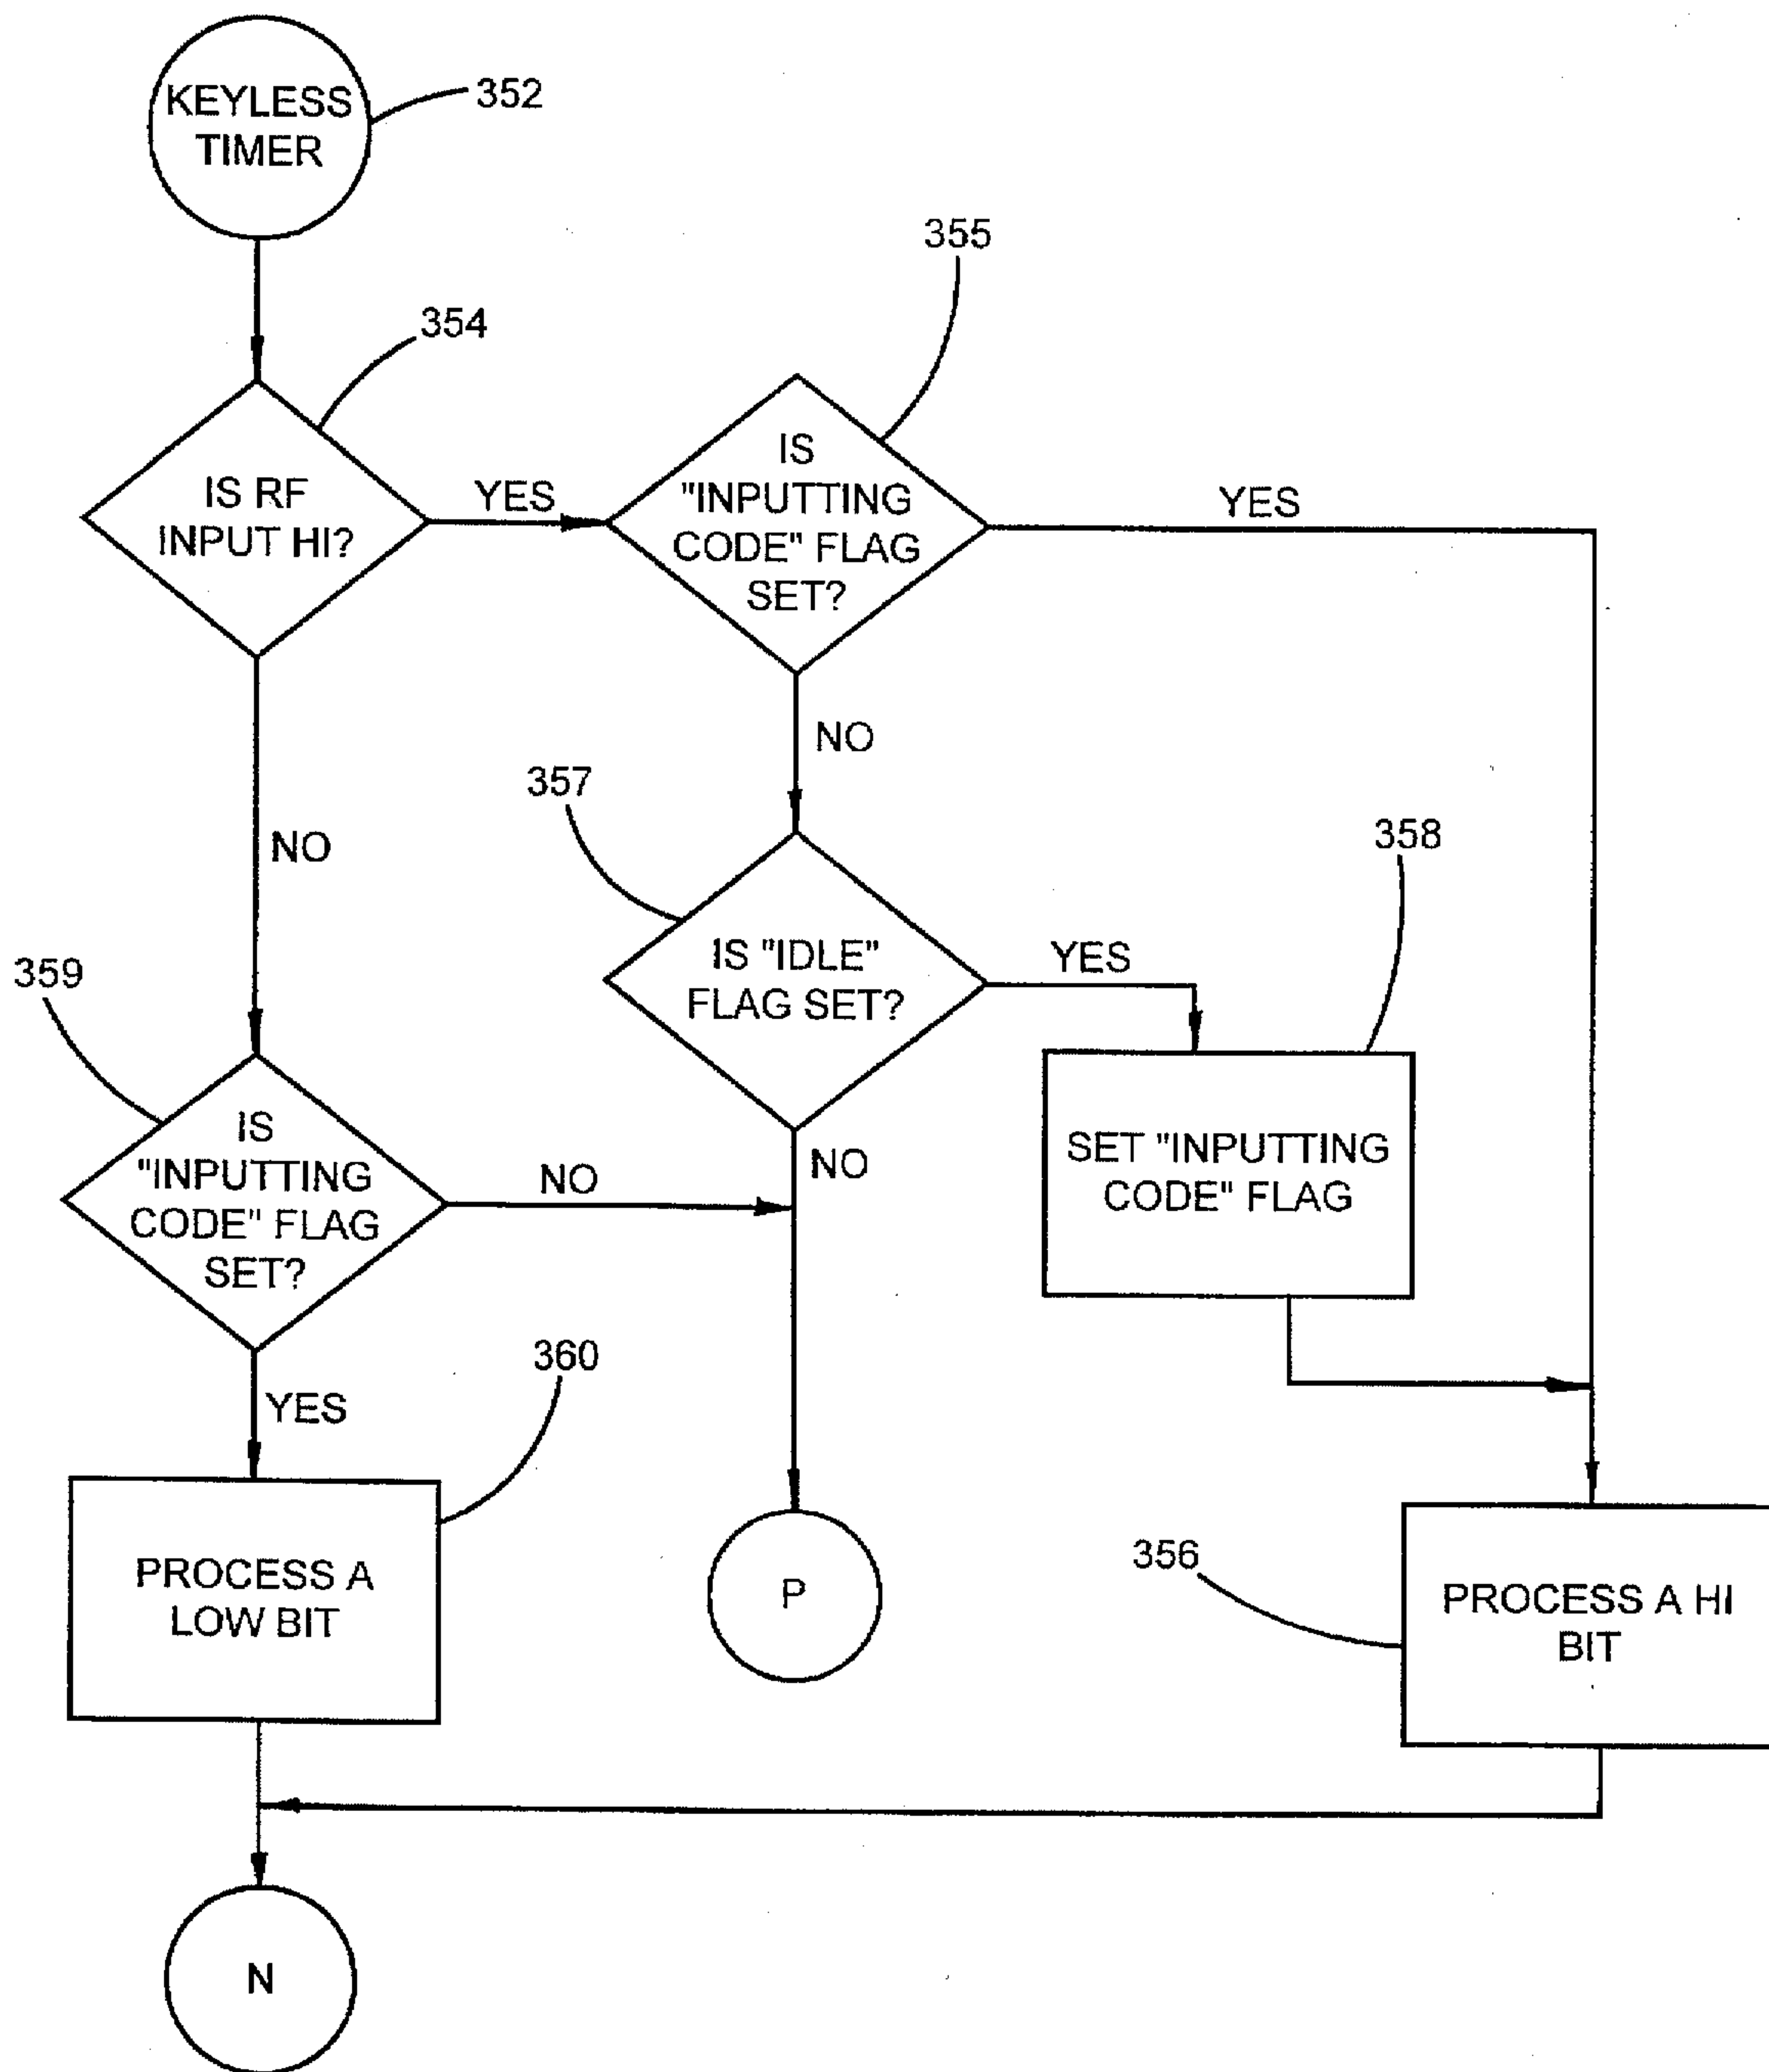 KEYLESS
TIMER
352
354
IS RF
INPUT HI?
YES
355
IS
"INPUTTING
CODE" FLAG
SET?
YES
NO
NO
357
IS "IDLE"
FLAG SET?
YES
358
SET "INPUTTING
CODE" FLAG
359
IS
"INPUTTING
CODE" FLAG
SET?
NO
NO
YES
360
PROCESS A
LOW BIT
P
356
PROCESS A HI
BIT
N